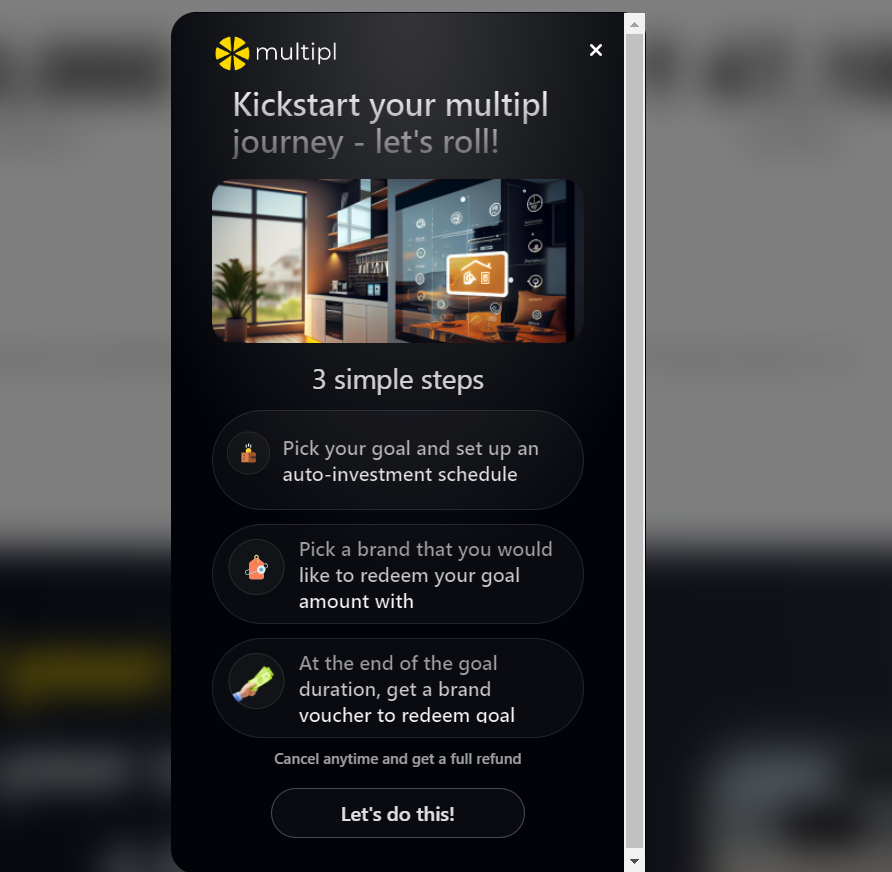 multipl
Kickstart your multipl
journey - let's roll!
3 simple steps
Pick your goal and set up an
auto-investment schedule
Pick a brand that you would
like to redeem your goal
amount with
At the end of the goal
duration, get a brand
voucher to redeem goal
Cancel anytime and get a full refund
Let's do this!